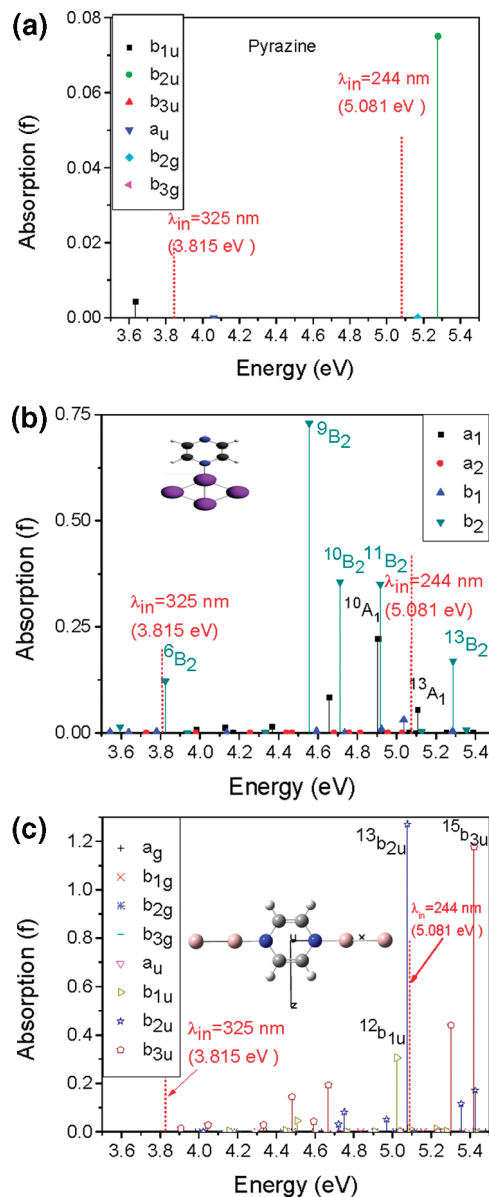 (a)
Pyrazine
b1u
b2u
b3u
au
b2g
b3g
λin=244 nm
(5.081 eV )
λin=325 nm
(3.815 eV )
0.08
0.06
0.04
0.02
0.00
Absorption (f)
3.6 3.8 4.0 4.2 4.4 4.6 4.8 5.0 5.2 5.4
Energy (eV)
(b)
a1
a2
b1
b2
9B2
10B2
11B2
λin=244 nm
(5.081 eV)
λin=325 nm
(3.815 eV)
10A1
6B2
13B2
13A1
0.75
0.50
0.25
0.00
Absorption (f)
3.6 3.8 4.0 4.2 4.4 4.6 4.8 5.0 5.2 5.4
Energy (eV)
(c)
ag
b1g
b2g
b3g
au
b1u
b2u
b3u
13b2u
15b3u
λin=244 nm
(5.081 eV )
x
z
12b1u
λin=325 nm
(3.815 eV )
1.2
0.9
0.6
0.4
0.2
0.0
Absorption (f)
3.6 3.8 4.0 4.2 4.4 4.6 4.8 5.0 5.2 5.4
Energy (eV)